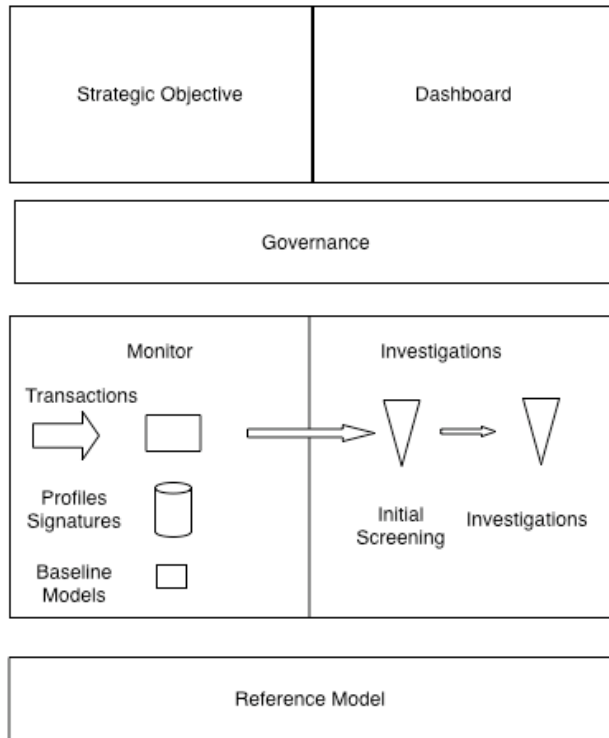 Strategic Objective
Dashboard
Governance
Monitor
Investigations
Transactions
Profiles
Signatures
Baseline
Models
Initial
Screening
Investigations
Reference Model